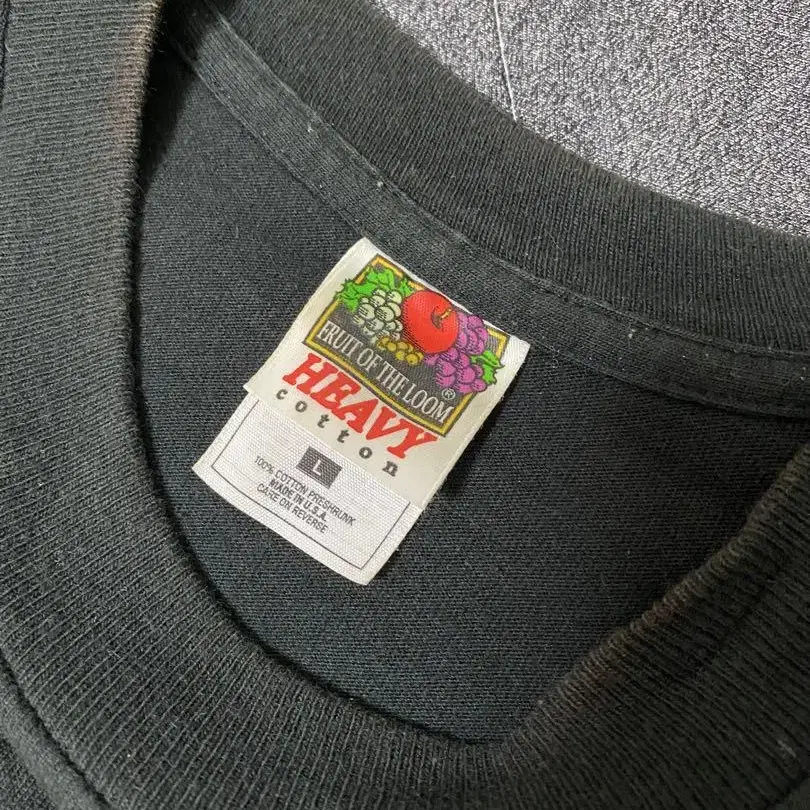 FRUIT OF THE LOOM®
HEAVY
cotton
L
100% COTTON PRESHRUNK
MADE IN U.S.A.
CARE ON REVERSE